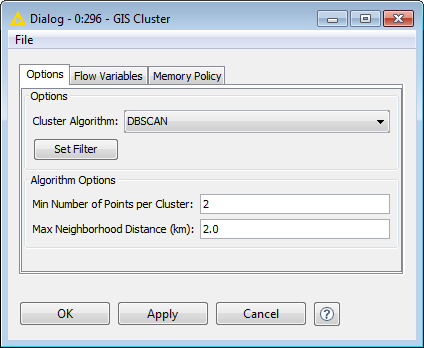 Dialog - 0:296 - GIS Cluster
File
Options Flow Variables Memory Policy
Options
Cluster Algorithm: DBSCAN
Set Filter
Algorithm Options
Min Number of Points per Cluster: 2
Max Neighborhood Distance (km): 2.0
OK Apply Cancel ?